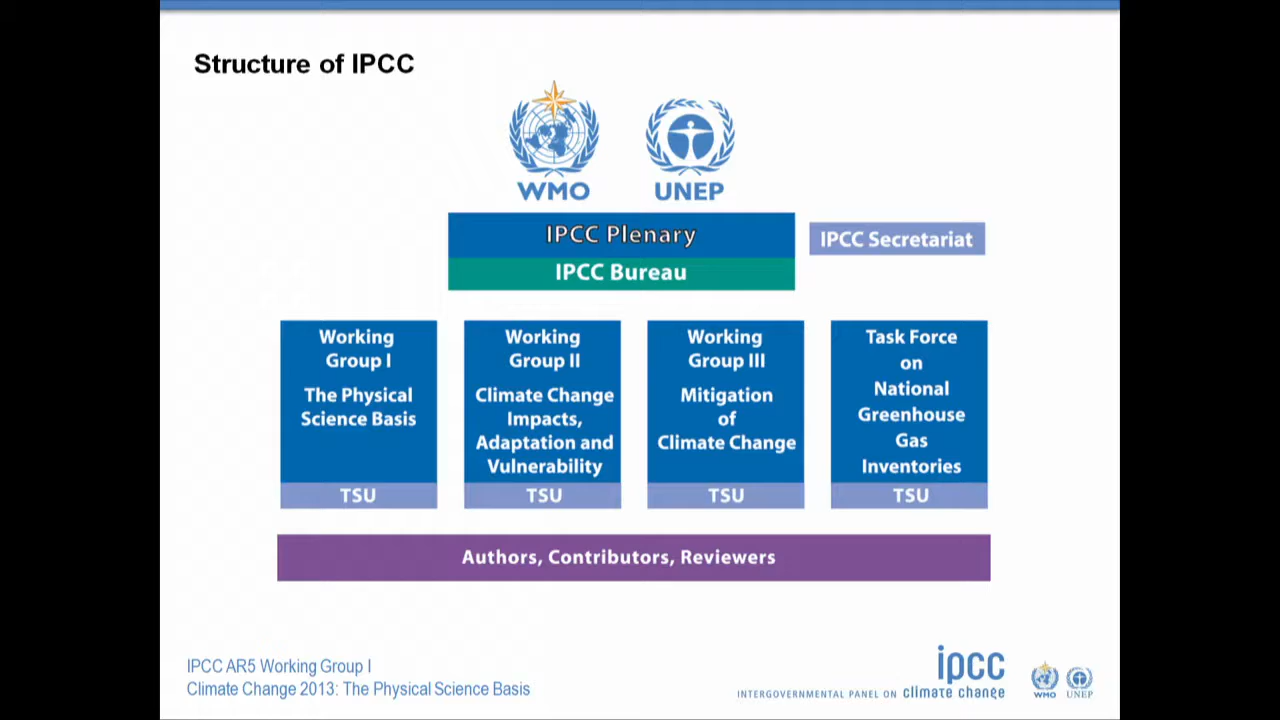 Structure of IPCC
WMO
UNEP
IPCC Plenary
IPCC Secretariat
IPCC Bureau
Working
Group I
The Physical
Science Basis
TSU
Working
Group II
Climate Change
Impacts,
Adaptation and
Vulnerability
TSU
Working
Group III
Mitigation
of
Climate Change
TSU
Task Force
on
National
Greenhouse
Gas
Inventories
TSU
Authors, Contributors, Reviewers
IPCC AR5 Working Group I
Climate Change 2013: The Physical Science Basis
ipcc
INTERGOVERNMENTAL PANEL ON climate change
WMO
UNEP